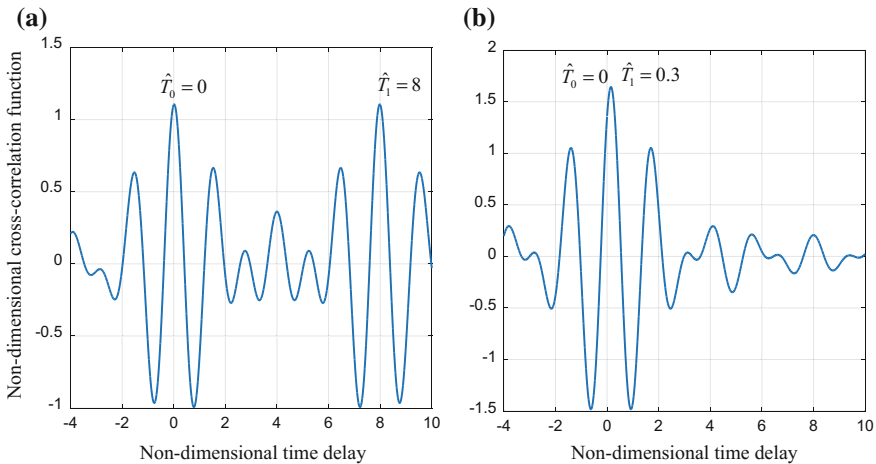 (a)
Non-dimensional cross-correlation function
1.5
1
0.5
0
-0.5
-1
T̂₀ = 0
T̂₁ = 8
-4 -2 0 2 4 6 8 10
Non-dimensional time delay
(b)
2
1.5
1
0.5
0
-0.5
-1
-1.5
T̂₀ = 0 T̂₁ = 0.3
-4 -2 0 2 4 6 8 10
Non-dimensional time delay